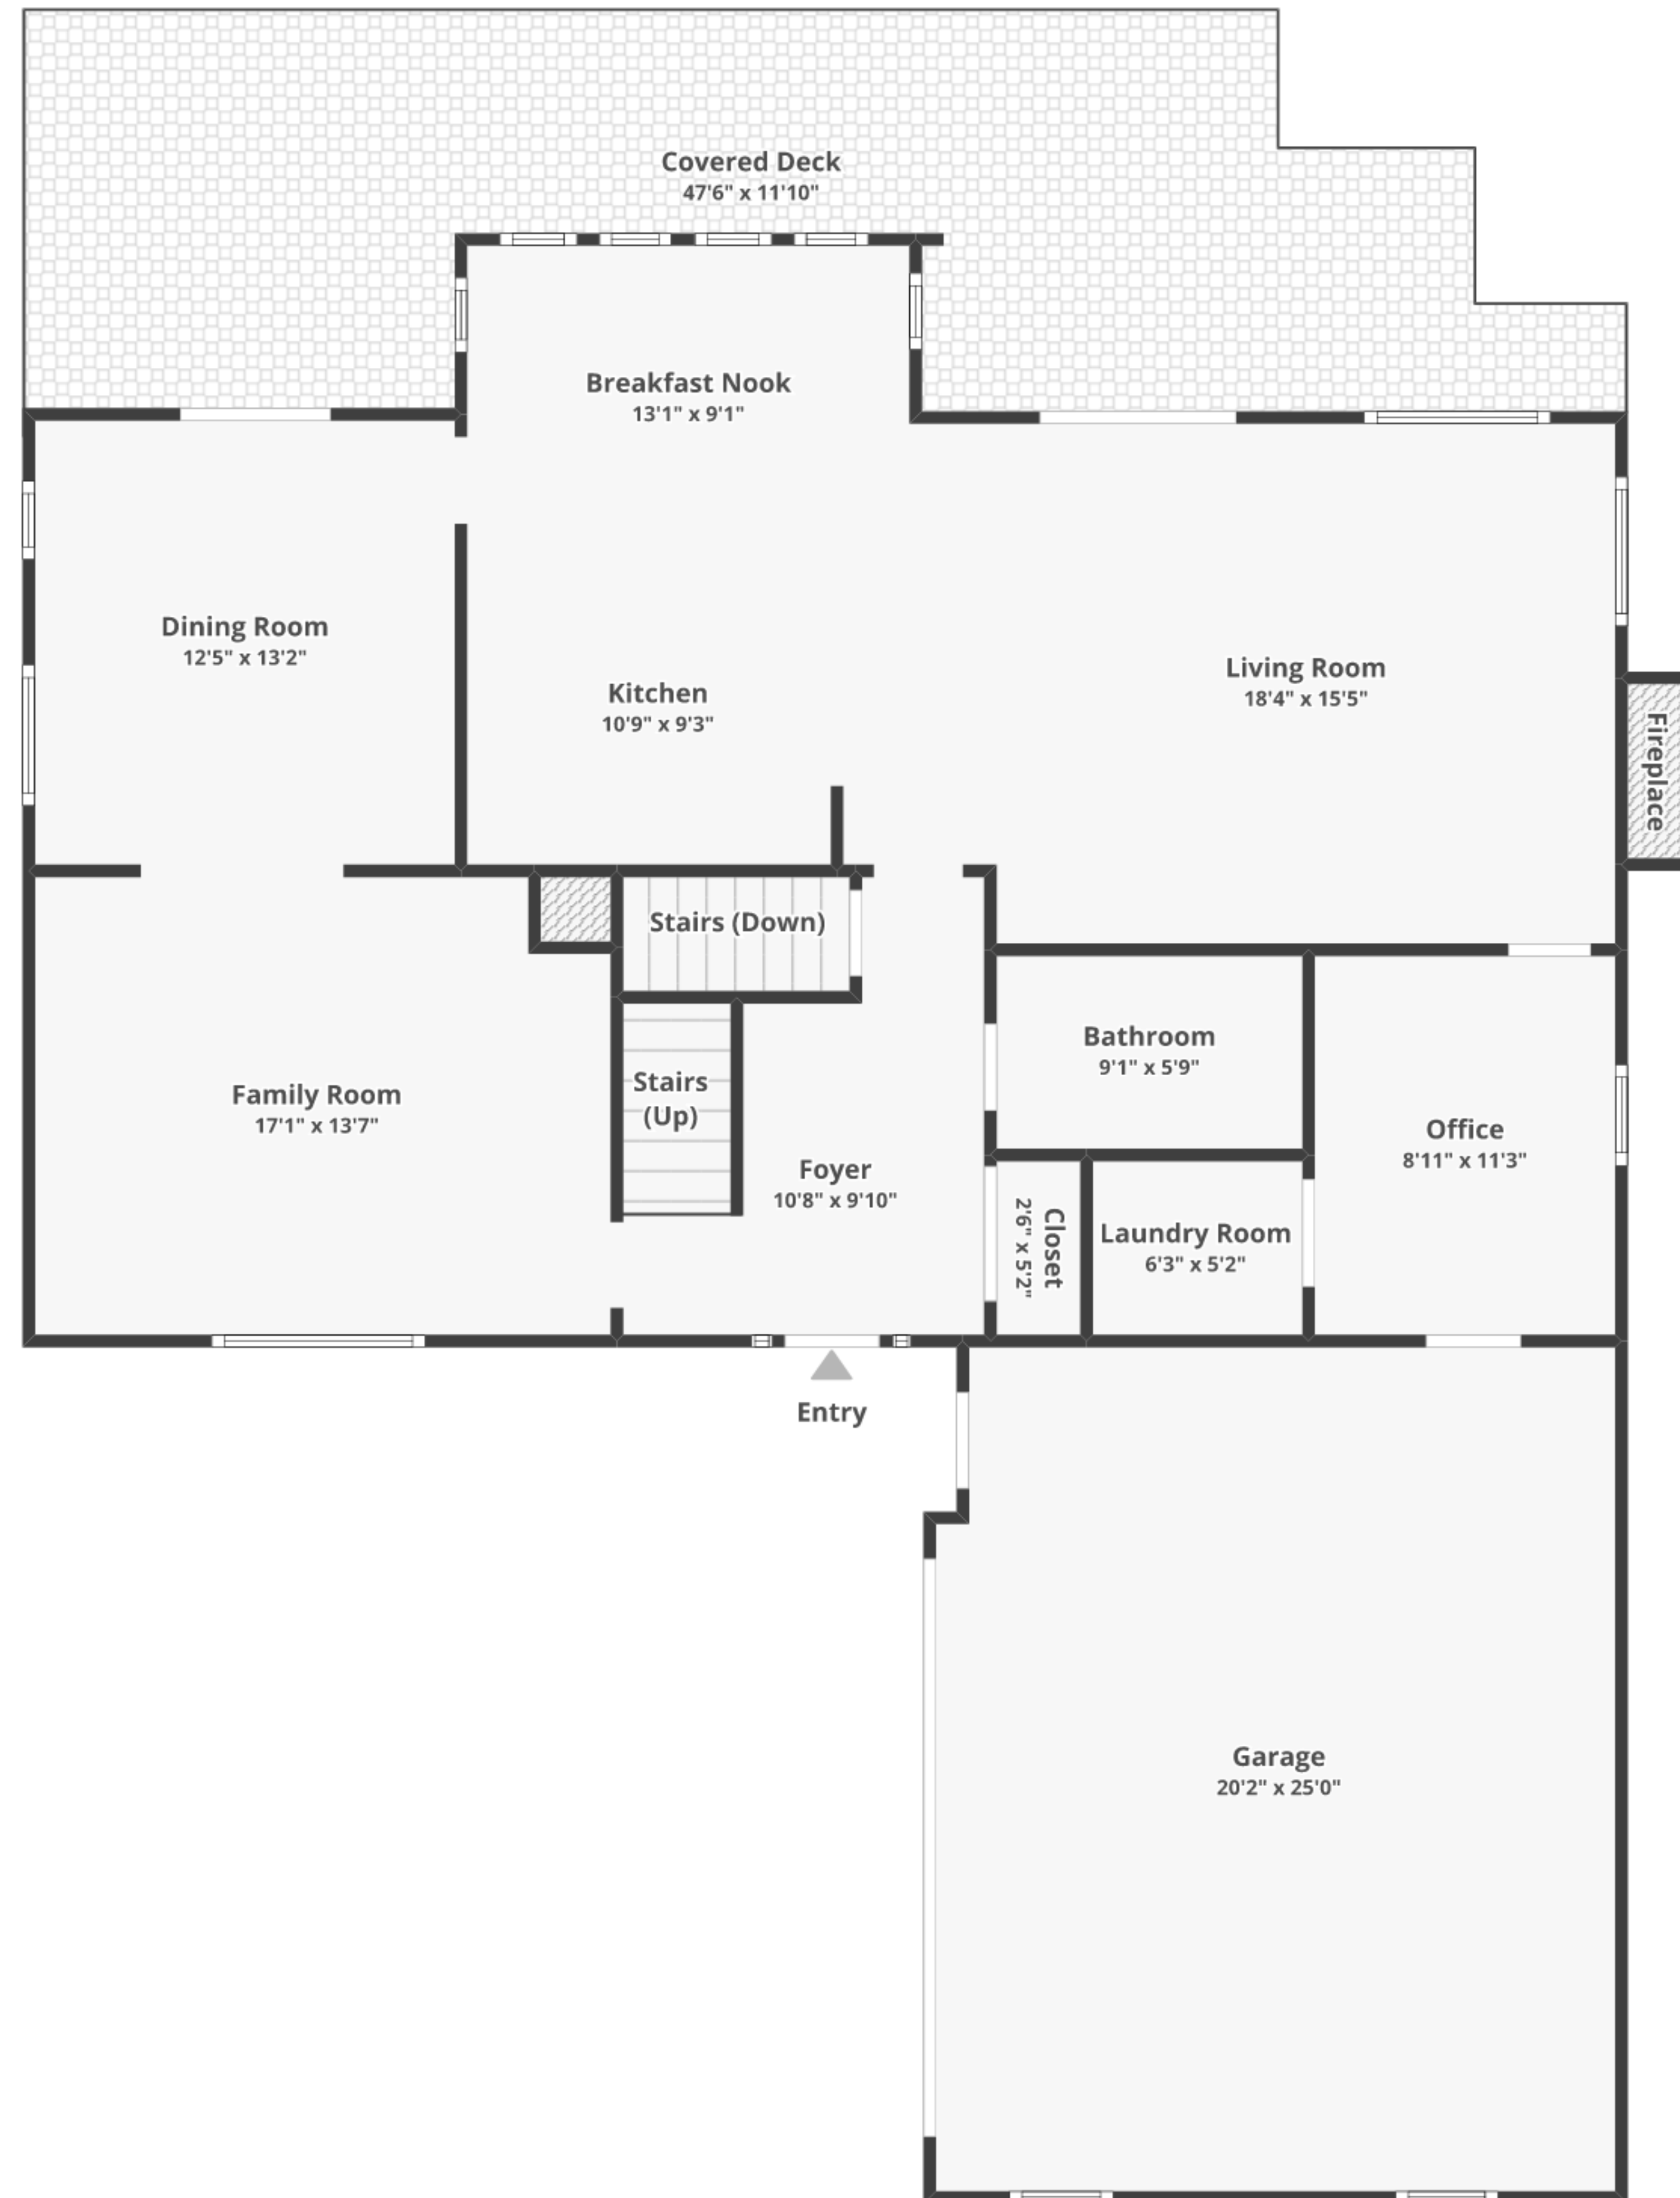 Covered Deck
47'6" x 11'10"
Breakfast Nook
13'1" x 9'1"
Dining Room
12'5" x 13'2"
Kitchen
10'9" x 9'3"
Living Room
18'4" x 15'5"
Fireplace
Stairs (Down)
Stairs
(Up)
Family Room
17'1" x 13'7"
Foyer
10'8" x 9'10"
Bathroom
9'1" x 5'9"
Closet
2'6" x 5'2"
Laundry Room
6'3" x 5'2"
Office
8'11" x 11'3"
Entry
Garage
20'2" x 25'0"